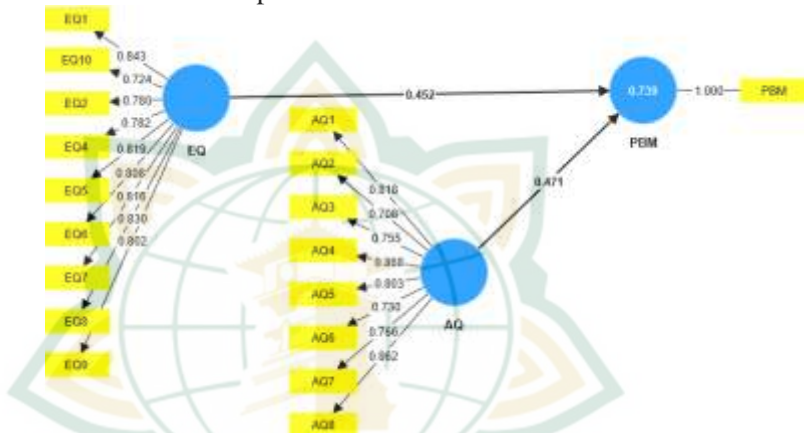 EQ1
EQ10
EQ2
EQ4
EQ5
EQ6
EQ7
EQ8
EQ9
0.843
0.724
0.780
0.782
0.819
0.808
0.816
0.830
0.802
EQ
0.452
AQ1
AQ2
AQ3
AQ4
AQ5
AQ6
AQ7
AQ8
0.816
0.708
0.755
0.803
0.730
0.766
0.862
AQ
0.471
0.739
PBM
1.000
PBM